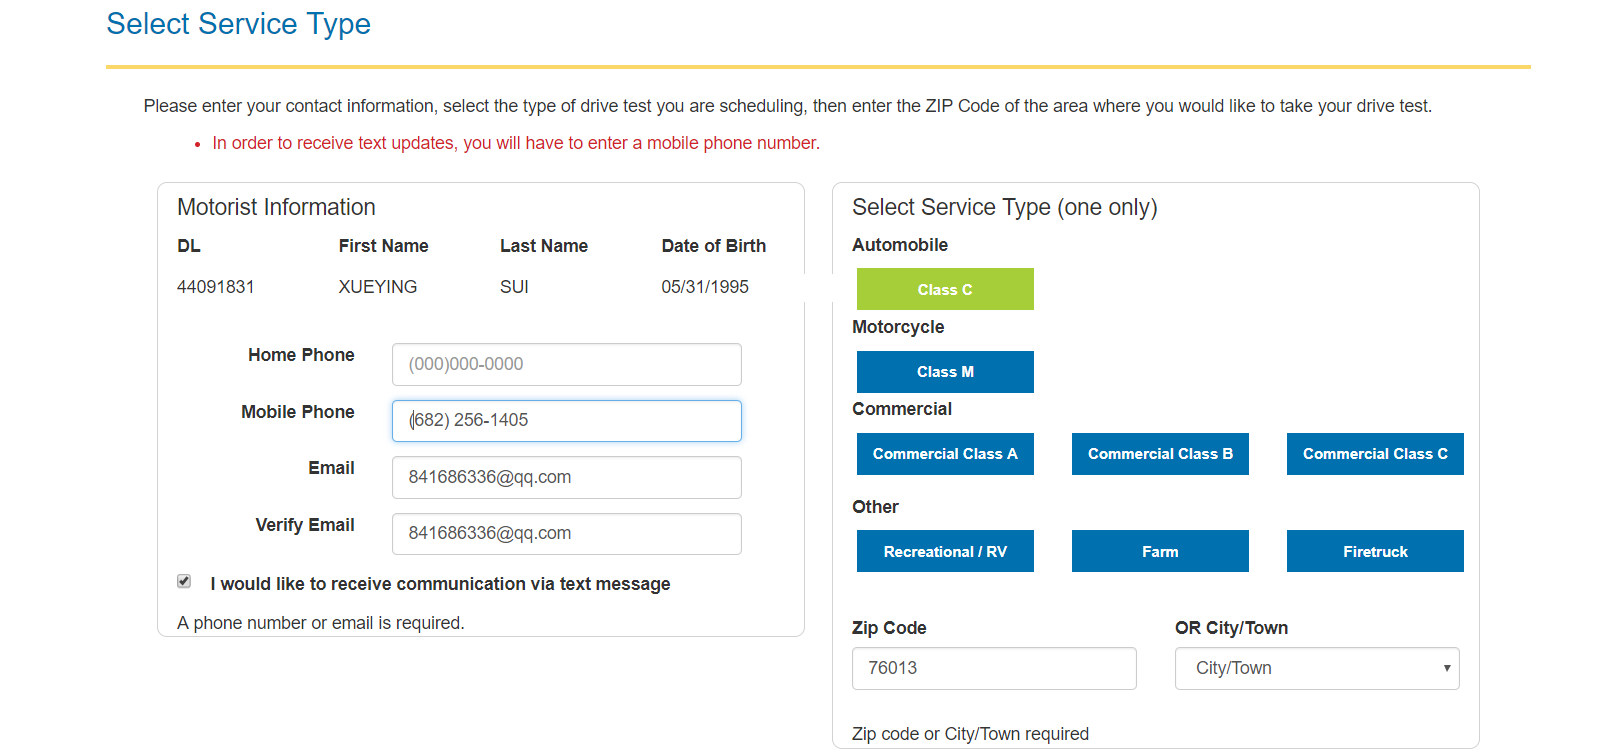 Select Service Type
Please enter your contact information, select the type of drive test you are scheduling, then enter the ZIP Code of the area where you would like to take your drive test.
In order to receive text updates, you will have to enter a mobile phone number.
Motorist Information
DL First Name Last Name Date of Birth
44091831 XUEYING SUI 05/31/1995
Home Phone (000)000-0000
Mobile Phone (682) 256-1405
Email 841686336@qq.com
Verify Email 841686336@qq.com
I would like to receive communication via text message
A phone number or email is required.
Select Service Type (one only)
Automobile
Class C
Motorcycle
Class M
Commercial
Commercial Class A Commercial Class B Commercial Class C
Other
Recreational / RV Farm Firetruck
Zip Code OR City/Town
76013 City/Town
Zip code or City/Town required